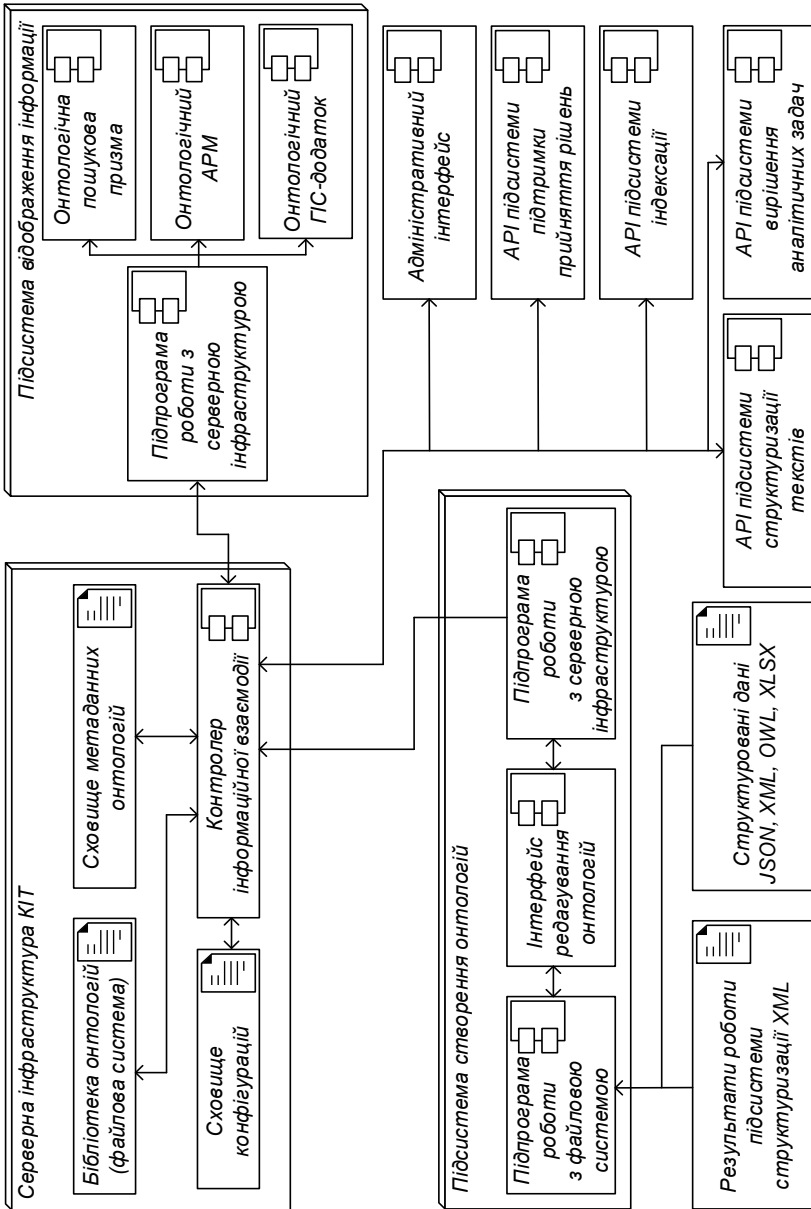 Серверна інфраструктура КІТ
Бібліотека онтологій
(файлова система)
Сховище метаданних
онтологій
Сховище
конфігурацій
Контролер
інформаційної взаємодії
Підсистема відображення інформації
Підпрограма
роботи з
серверною
інфраструктурою
Онтологічна
пошукова
призма
Онтологічний
АРМ
Онтологічний
ГІС-додаток
Підсистема створення онтологій
Підпрограма
роботи
з файловою
системою
Інтерфейс
редагування
онтологій
Підпрограма
роботи
з серверною
інфраструктурою
Адміністративний
інтерфейс
API підсистеми
підтримки
прийняття рішень
API підсистеми
індексації
Результати роботи
підсистеми
структуризації XML
Структуровані дані
JSON, XML, OWL, XLSX
API підсистеми
структуризації
текстів
API підсистеми
вирішення
аналітичних задач